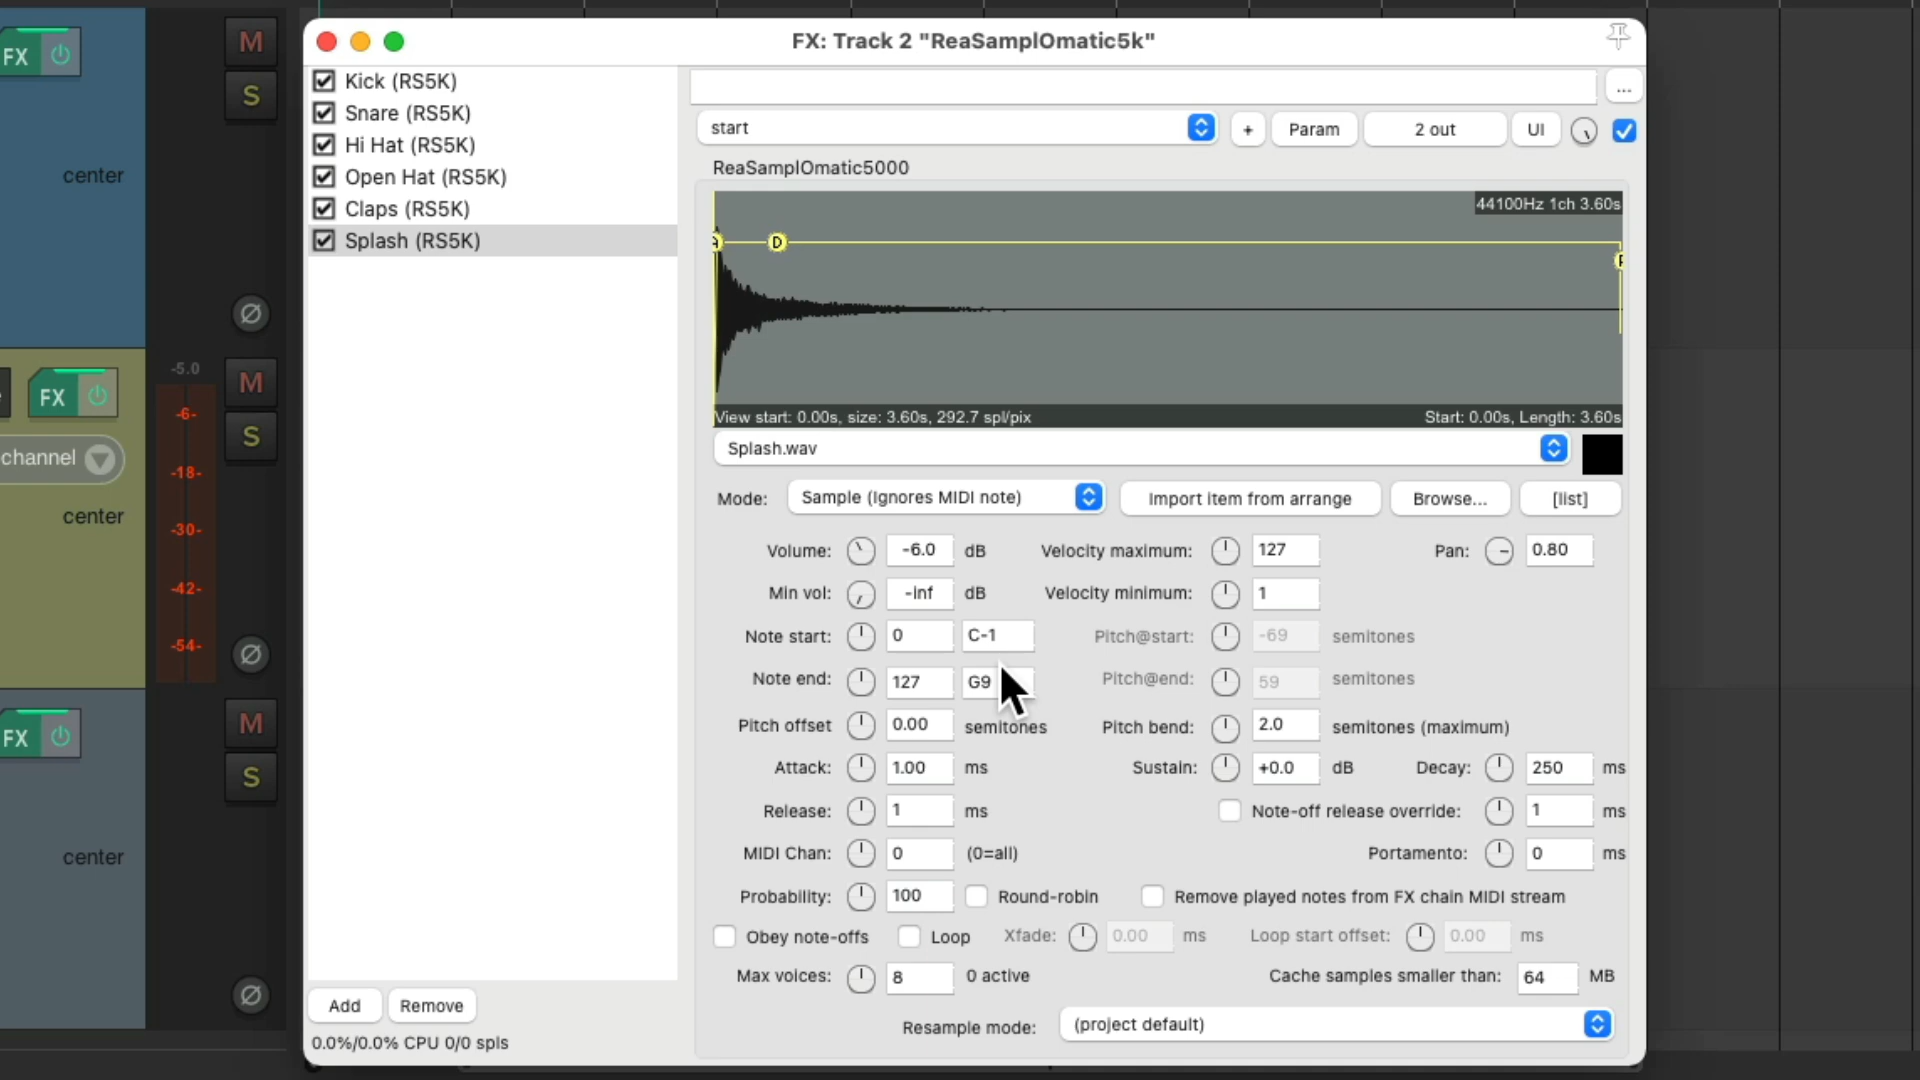 FX: Track 2 "ReaSamplOmatic5k"
FX
M
S
center
Ø
FX
channel
center
-5.0
-6-
-18-
-30-
-42-
-54-
M
S
Ø
FX
M
S
center
Ø
Kick (RS5K)
Snare (RS5K)
Hi Hat (RS5K)
Open Hat (RS5K)
Claps (RS5K)
Splash (RS5K)
Add Remove
0.0%/0.0% CPU 0/0 spls
...
start + Param 2 out UI
ReaSamplOmatic5000
44100Hz 1ch 3.60s
D
View start: 0.00s, size: 3.60s, 292.7 spl/pix Start: 0.00s, Length: 3.60s
Splash.wav
Mode: Sample (Ignores MIDI note) Import item from arrange Browse... [list]
Volume: -6.0 dB Velocity maximum: 127 Pan: 0.80
Min vol: -inf dB Velocity minimum: 1
Note start: 0 C-1 Pitch@start: -69 semitones
Note end: 127 G9 Pitch@end: 59 semitones
Pitch offset 0.00 semitones Pitch bend: 2.0 semitones (maximum)
Attack: 1.00 ms Sustain: +0.0 dB Decay: 250 ms
Release: 1 ms Note-off release override: 1 ms
MIDI Chan: 0 (0=all) Portamento: 0 ms
Probability: 100 Round-robin Remove played notes from FX chain MIDI stream
Obey note-offs Loop Xfade: 0.00 ms Loop start offset: 0.00 ms
Max voices: 8 0 active Cache samples smaller than: 64 MB
Resample mode: (project default)